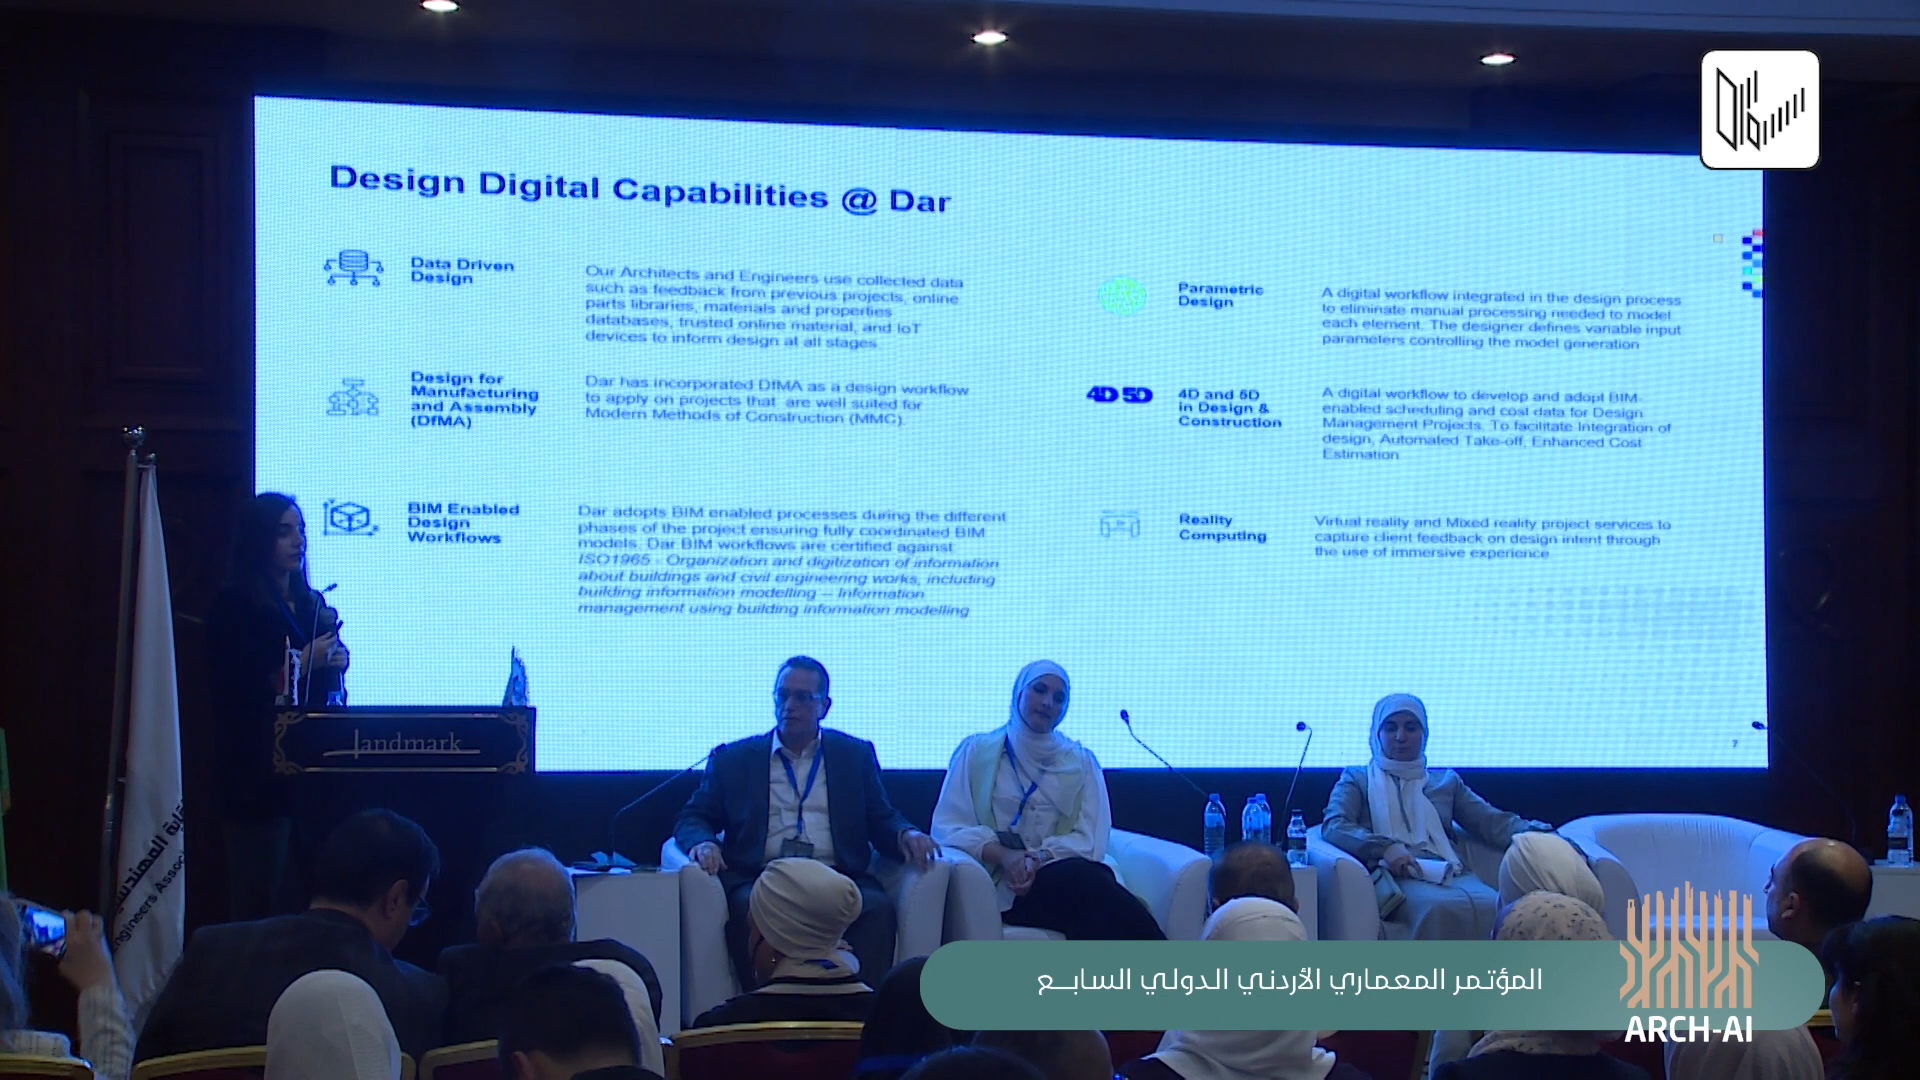 Design Digital Capabilities @ Dar
Data Driven
Design
Our Architects and Engineers use collected data
such as feedback from previous projects, online
parts libraries, materials and properties
databases, trusted online material, and IoT
devices to inform design at all stages
Design for
Manufacturing
and Assembly
(DfMA)
Dar has incorporated DfMA as a design workflow
to apply on projects that are well suited for
Modern Methods of Construction (MMC).
BIM Enabled
Design
Workflows
Dar adopts BIM enabled processes during the different
phases of the project ensuring fully coordinated BIM
models. Dar BIM workflows are certified against
ISO1965 - Organization and digitization of information
about buildings and civil engineering works, including
building information modelling – Information
management using building information modelling
Parametric
Design
A digital workflow integrated in the design process
to eliminate manual processing needed to model
each element. The designer defines variable input
parameters controlling the model generation
4D 5D
4D and 5D
in Design &
Construction
A digital workflow to develop and adopt BIM-
enabled scheduling and cost data for Design
Management Projects. To facilitate Integration of
design, Automated Take-off, Enhanced Cost
Estimation
Reality
Computing
Virtual reality and Mixed reality project services to
capture client feedback on design intent through
the use of immersive experience
7
landmark
المؤتمر المعماري الأردني الدولي السابع
ARCH-AI